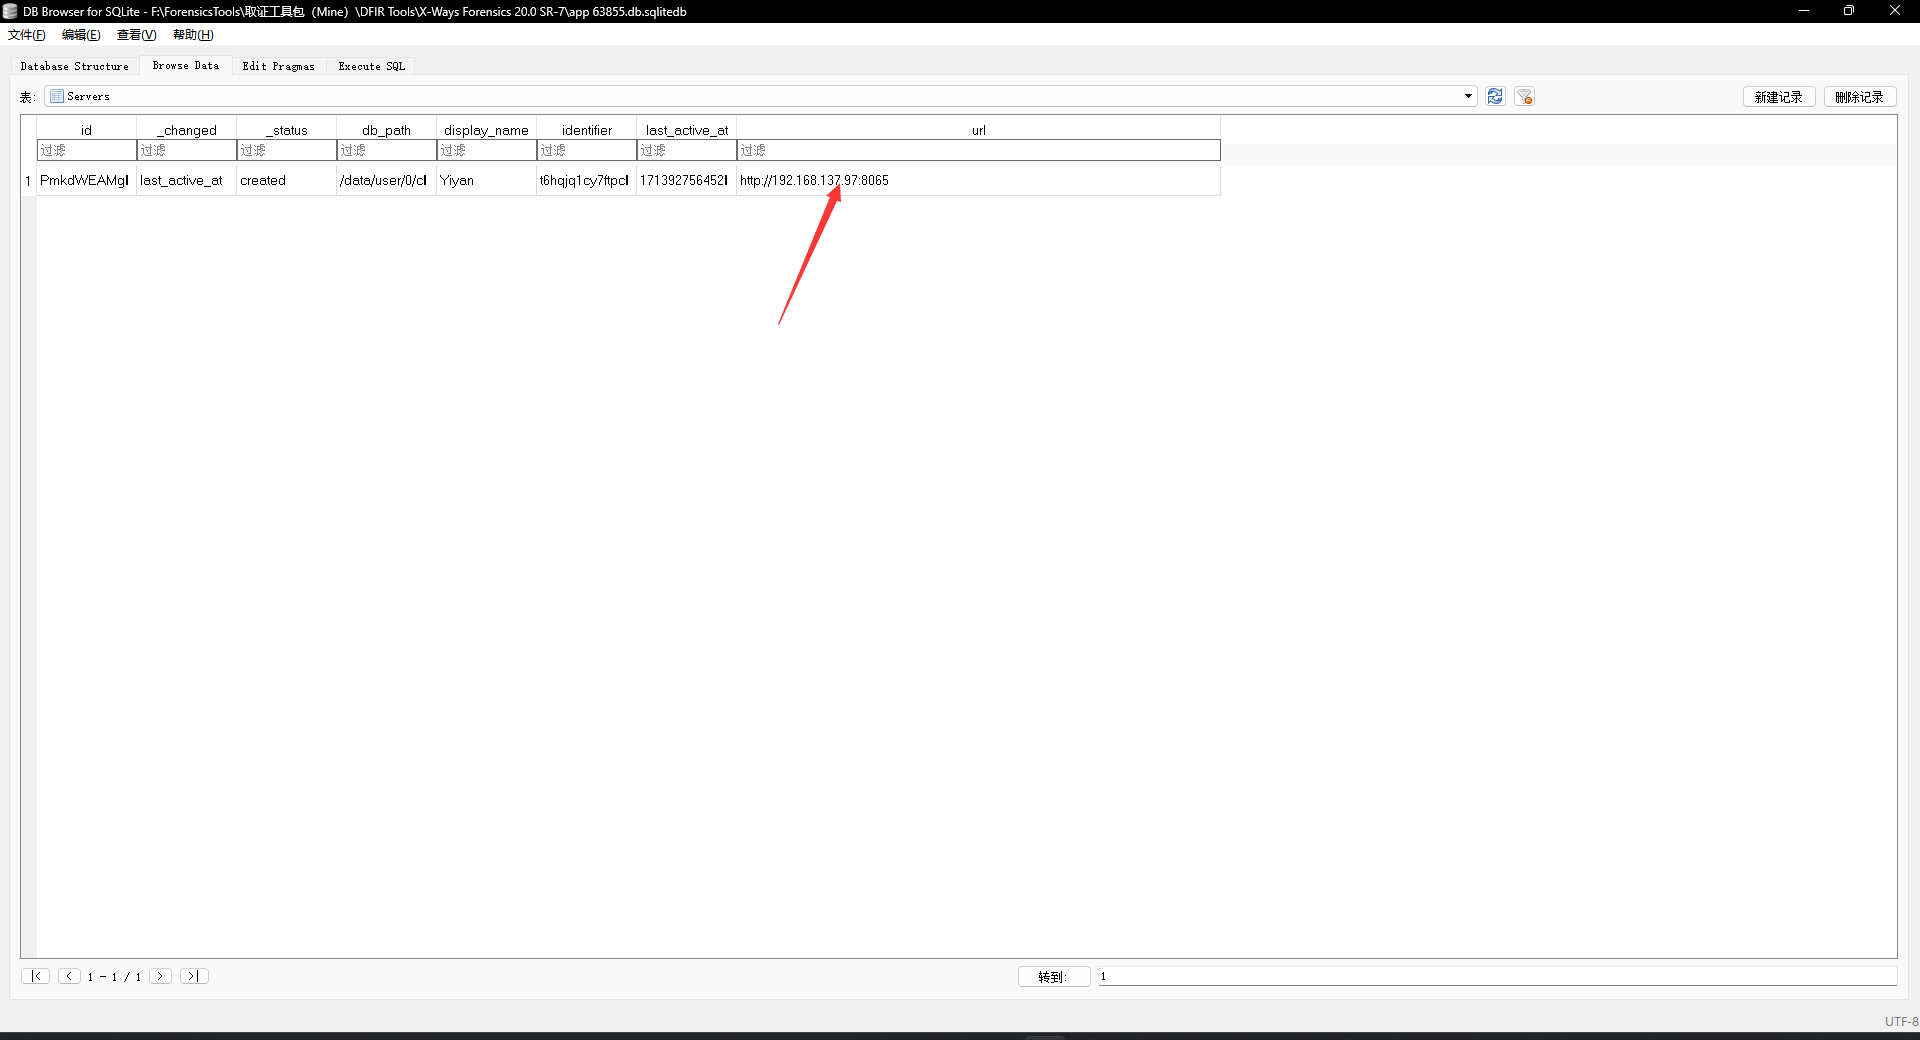 DB Browser for SQLite - F:\ForensicsTools\取证工具包（Mine）\DFIR Tools\X-Ways Forensics 20.0 SR-7\app 63855.db.sqlitedb
文件(F) 编辑(E) 查看(V) 帮助(H)
Database Structure Browse Data Edit Pragmas Execute SQL
表: Servers 新建记录 删除记录
id _changed _status db_path display_name identifier last_active_at url
过滤 过滤 过滤 过滤 过滤 过滤 过滤 过滤
1 PmkdWEAMgl last_active_at created /data/user/0/cl Yiyan t6hqjq1cy7ftpcl 171392756452l http://192.168.137.97:8065
|< < 1 - 1 / 1 > >| 转到: 1
UTF-8